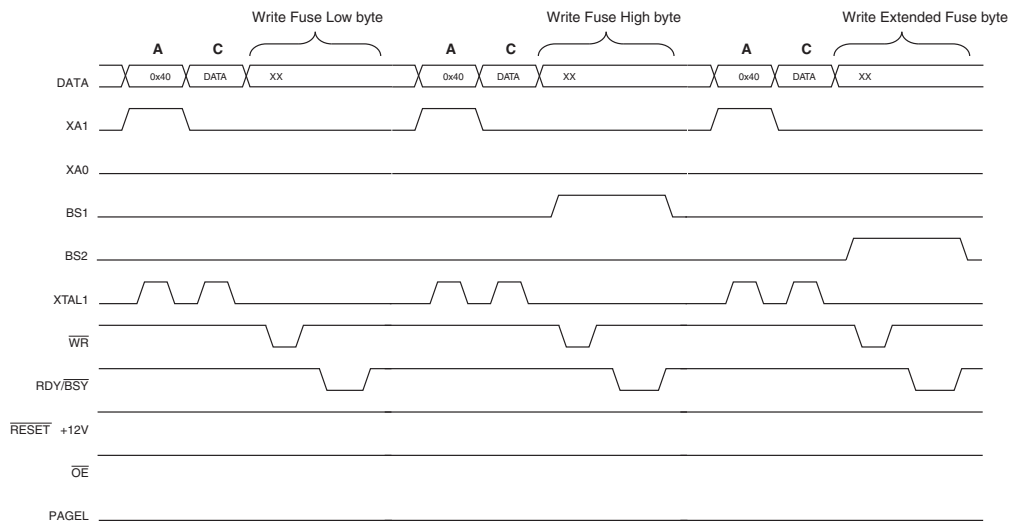 Write Fuse Low byte Write Fuse High byte Write Extended Fuse byte
A C A C A C
DATA 0x40 DATA XX 0x40 DATA XX 0x40 DATA XX
XA1
XA0
BS1
BS2
XTAL1
WR
RDY/BSY
RESET +12V
OE
PAGEL